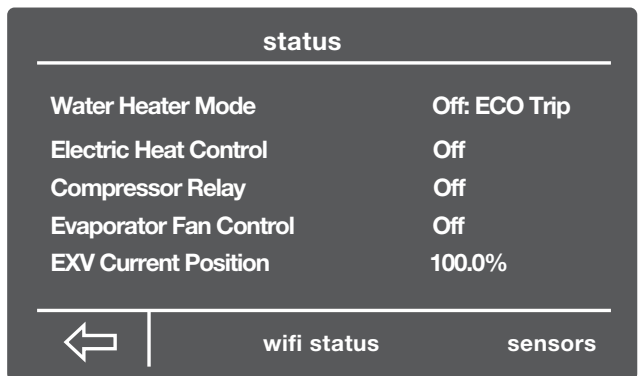 status
Water Heater Mode Off: ECO Trip
Electric Heat Control Off
Compressor Relay Off
Evaporator Fan Control Off
EXV Current Position 100.0%
wifi status sensors